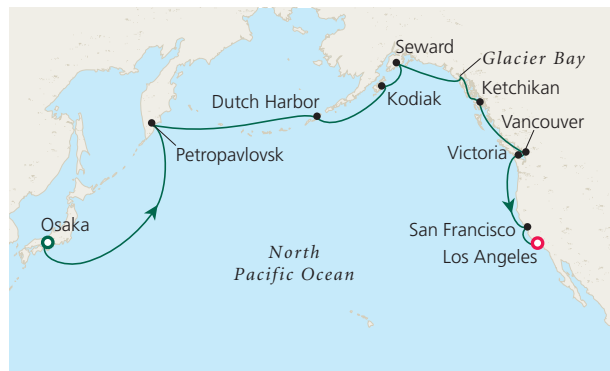 Seward
Glacier Bay
Ketchikan
Kodiak
Dutch Harbor
Vancouver
Petropavlovsk
Victoria
Osaka
San Francisco
Los Angeles
North
Pacific Ocean